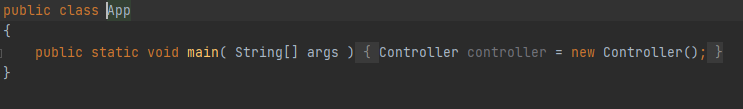 public class App
{
    public static void main( String[] args ) { Controller controller = new Controller(); }
}